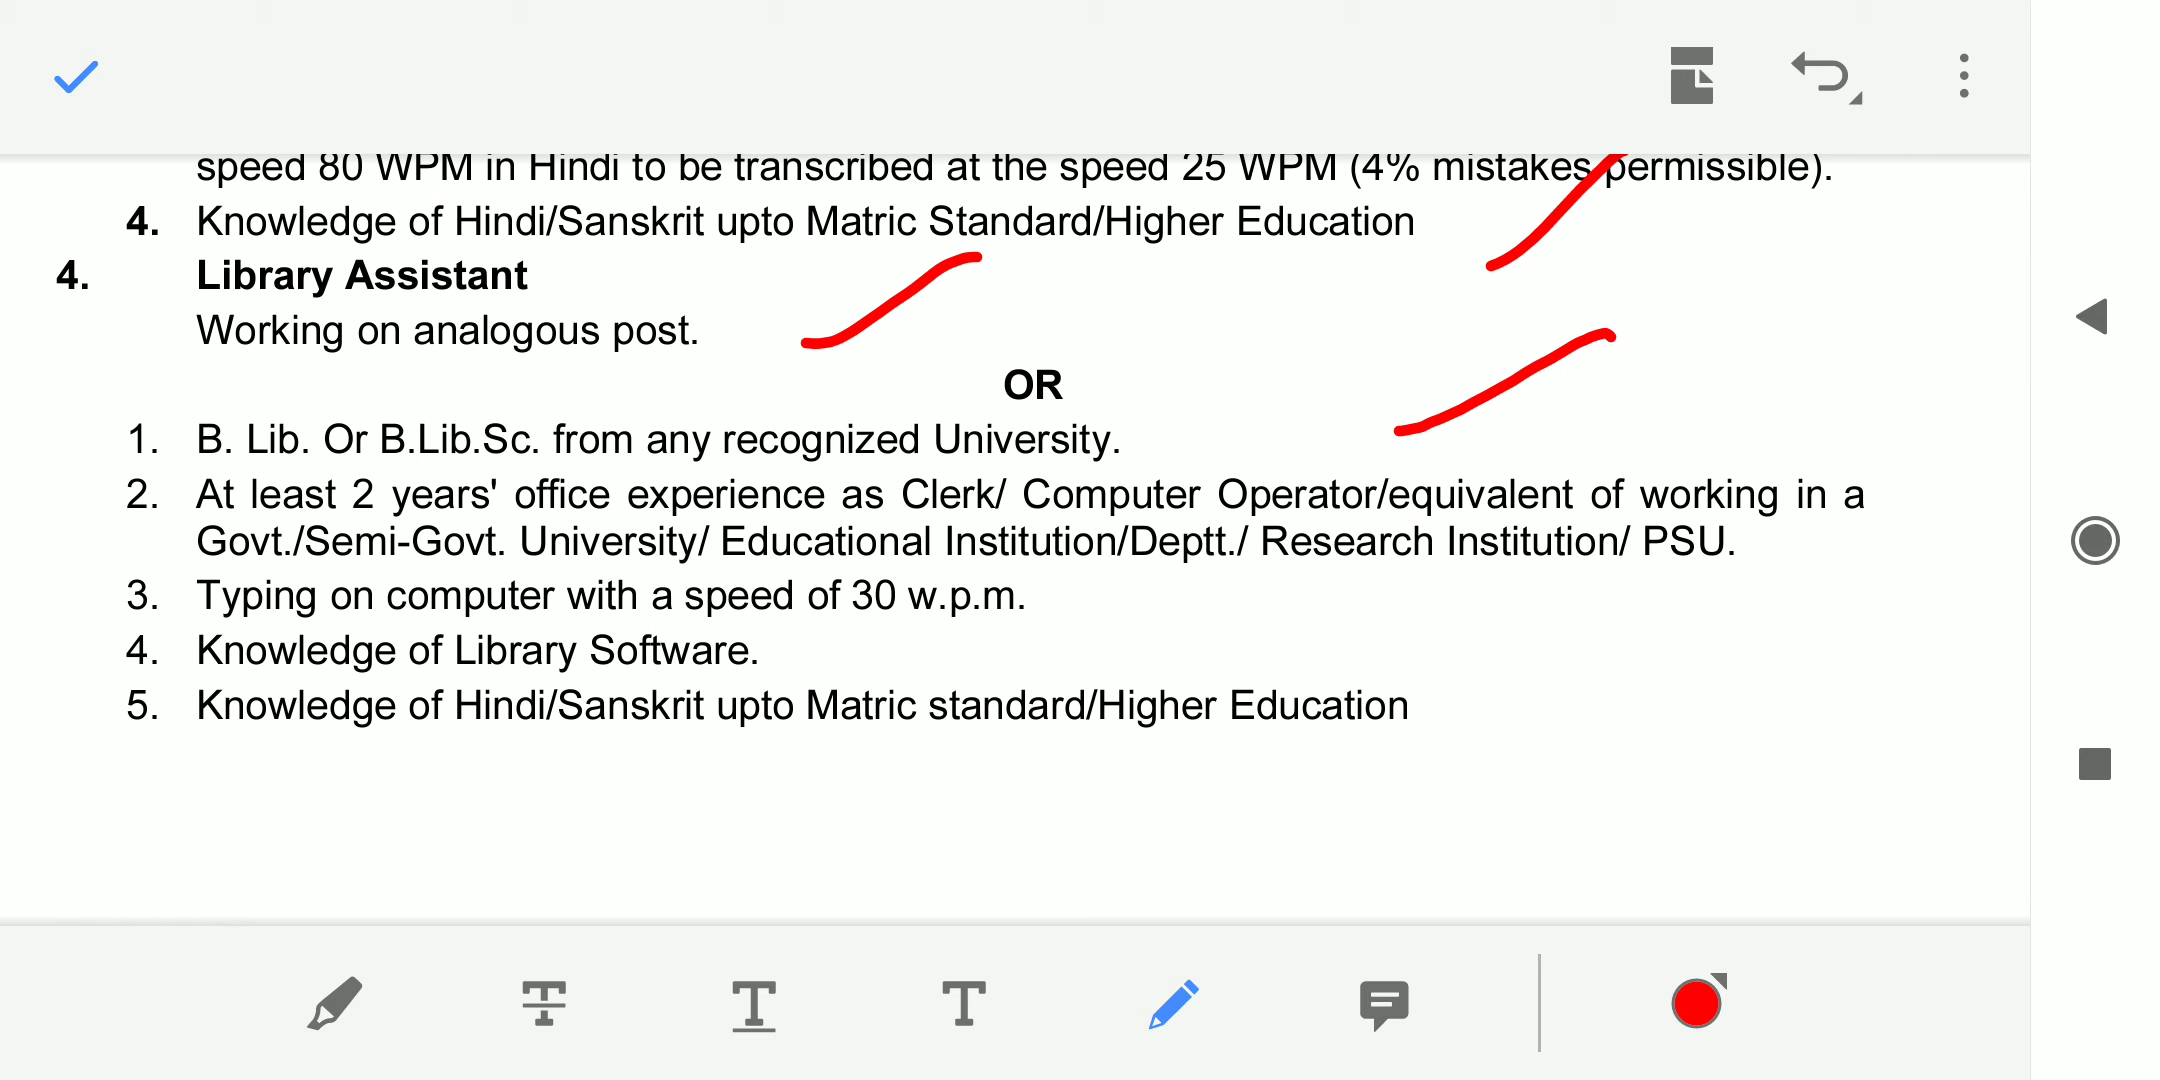 speed 80 WPM in Hindi to be transcribed at the speed 25 WPM (4% mistakes permissible).
4. Knowledge of Hindi/Sanskrit upto Matric Standard/Higher Education
4. Library Assistant
Working on analogous post.
OR
1. B. Lib. Or B.Lib.Sc. from any recognized University.
2. At least 2 years' office experience as Clerk/ Computer Operator/equivalent of working in a
Govt./Semi-Govt. University/ Educational Institution/Deptt./ Research Institution/ PSU.
3. Typing on computer with a speed of 30 w.p.m.
4. Knowledge of Library Software.
5. Knowledge of Hindi/Sanskrit upto Matric standard/Higher Education